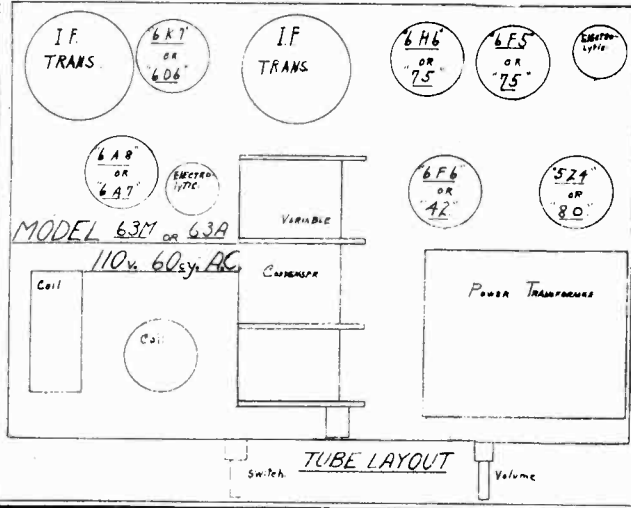 I.F.
TRANS.
"6K7"
OR
"6D6"
I.F
TRANS.
"6H6"
OR
"75"
"6F5"
OR
"75"
ELECTRO-
LYTIC
"6A8"
OR
"6A7"
ELECTRO-
LYTIC
VARIABLE
CONDENSER
"6F6"
OR
"42"
"5Z4"
OR
"80"
MODEL 63M OR 63A
110v. 60cy. A.C.
Coil
Coil
POWER TRANSFORMER
TUBE LAYOUT
Switch
Volume